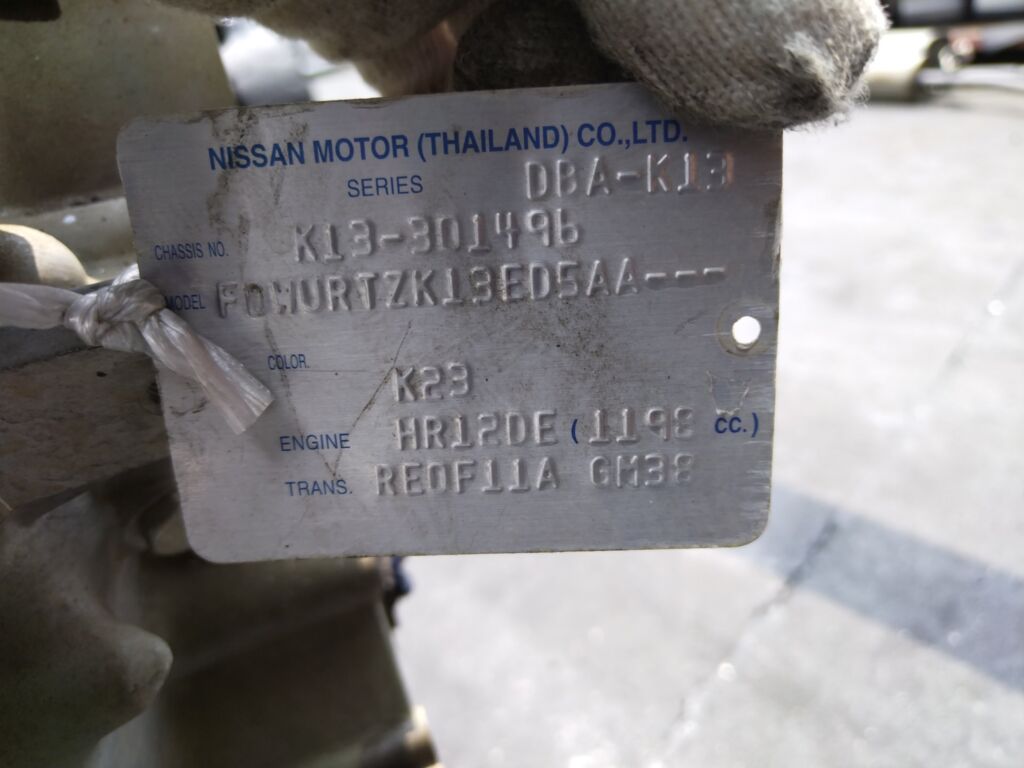 NISSAN MOTOR (THAILAND) CO.,LTD.
SERIES DBA-K13
CHASSIS NO. K13-301496
MODEL FDWURTZK13ED5AA---
COLOR. K23
ENGINE HR12DE (1198 CC.)
TRANS. RE0F11A GM38